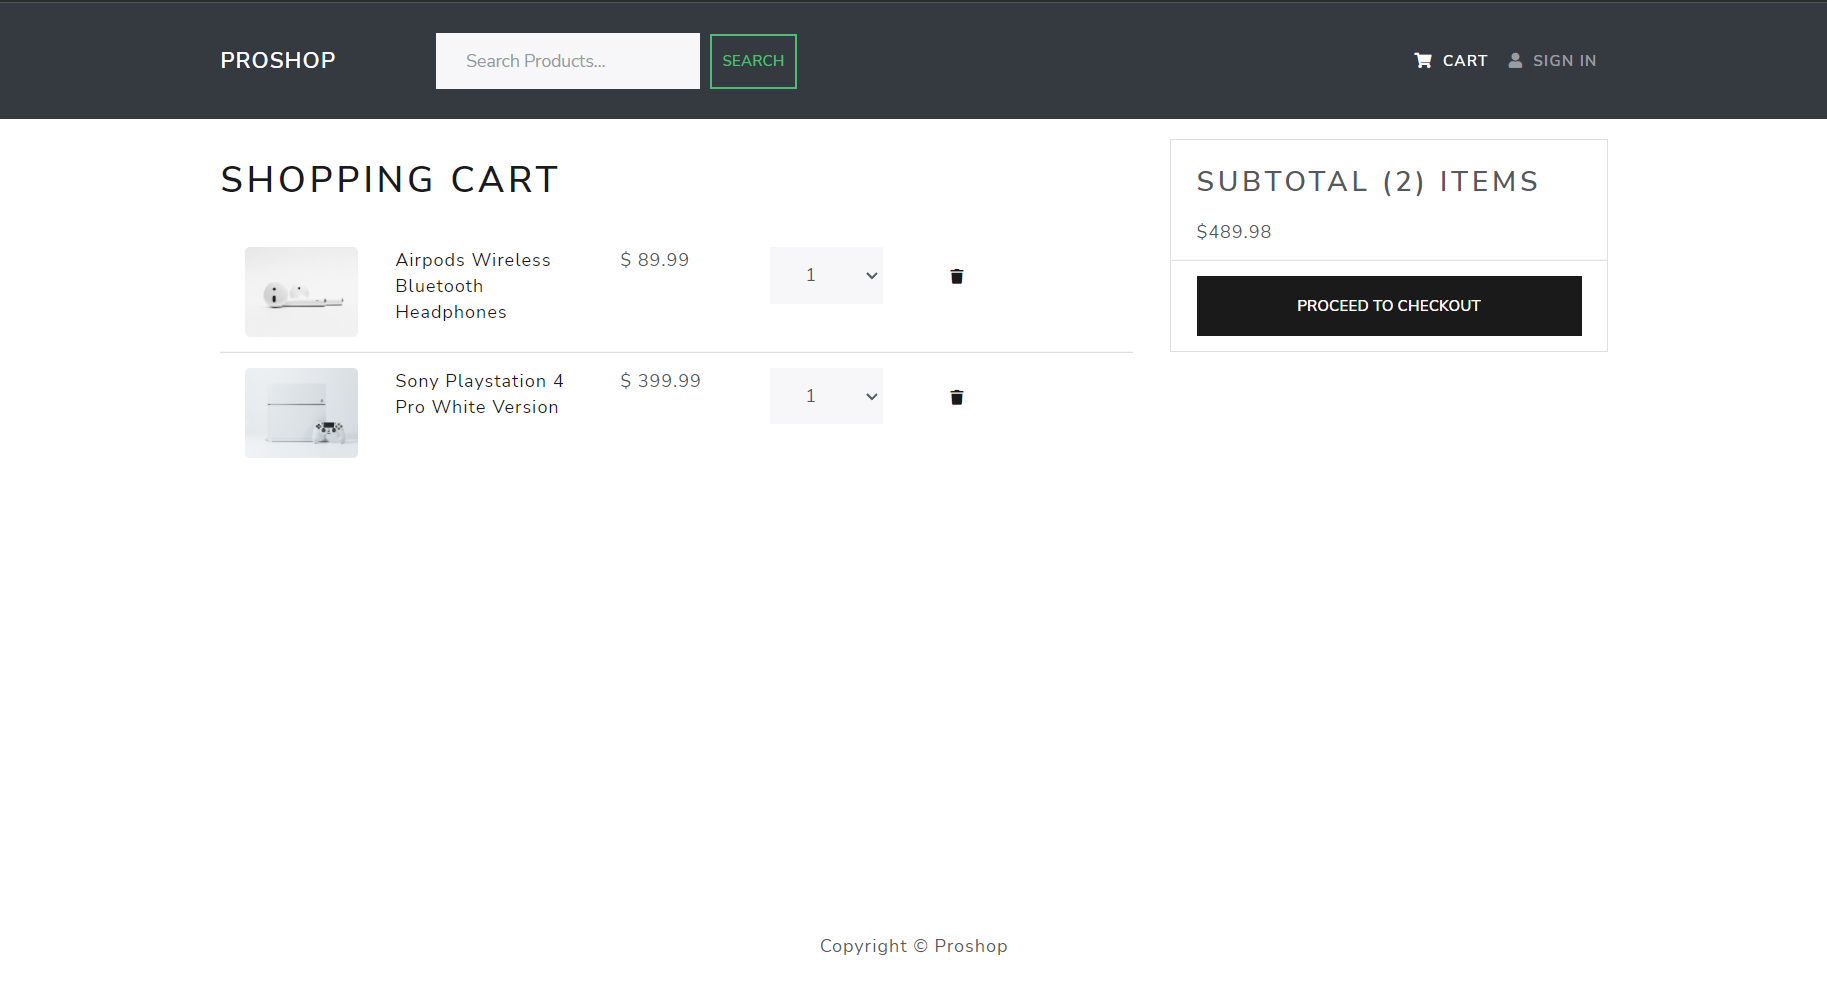 PROSHOP
Search Products...
SEARCH
CART
SIGN IN
SHOPPING CART
Airpods Wireless
Bluetooth
Headphones
$ 89.99
1
Sony Playstation 4
Pro White Version
$ 399.99
1
SUBTOTAL (2) ITEMS
$489.98
PROCEED TO CHECKOUT
Copyright © Proshop